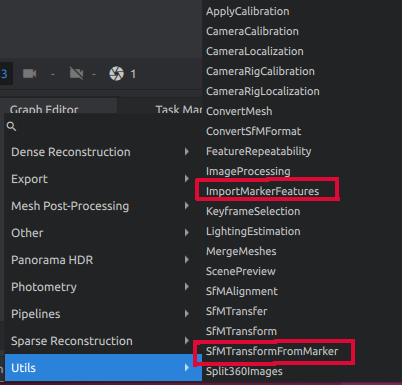 3
1
Graph Editor
Task Ma
Dense Reconstruction
Export
Mesh Post-Processing
Other
Panorama HDR
Photometry
Pipelines
Sparse Reconstruction
Utils
ApplyCalibration
CameraCalibration
CameraLocalization
CameraRigCalibration
CameraRigLocalization
ConvertMesh
ConvertSfMFormat
FeatureRepeatability
ImageProcessing
ImportMarkerFeatures
KeyframeSelection
LightingEstimation
MergeMeshes
ScenePreview
SfMAlignment
SfMTransfer
SfMTransform
SfMTransformFromMarker
Split360Images